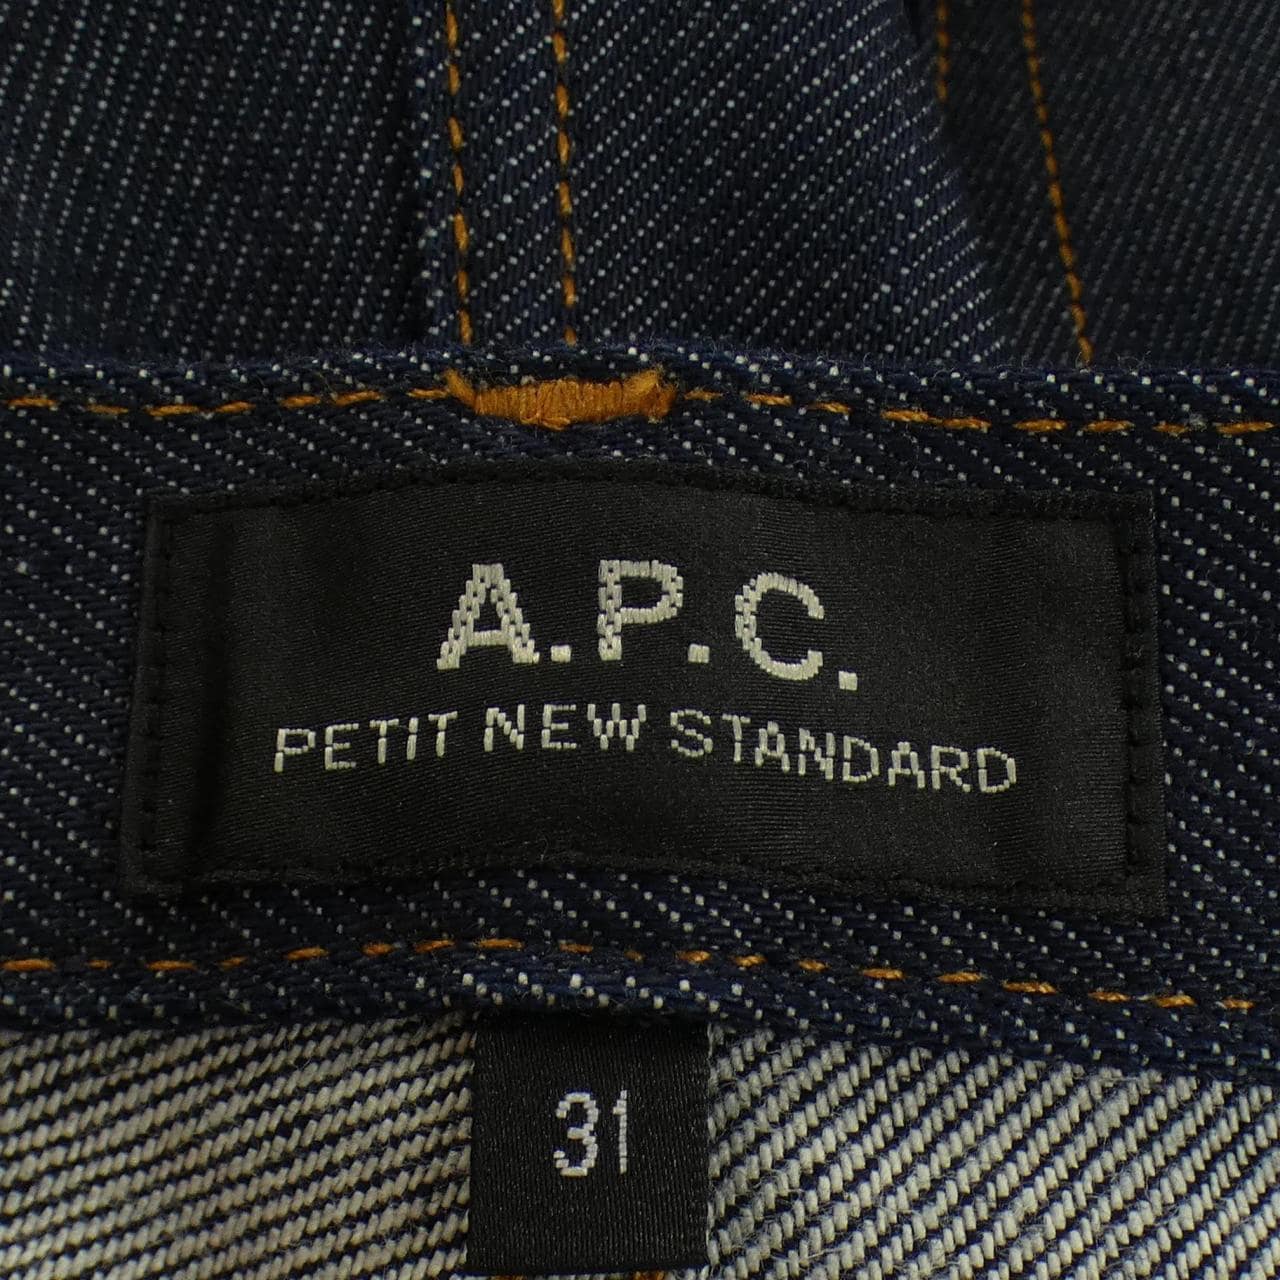 A.P.C.
PETIT NEW STANDARD
31